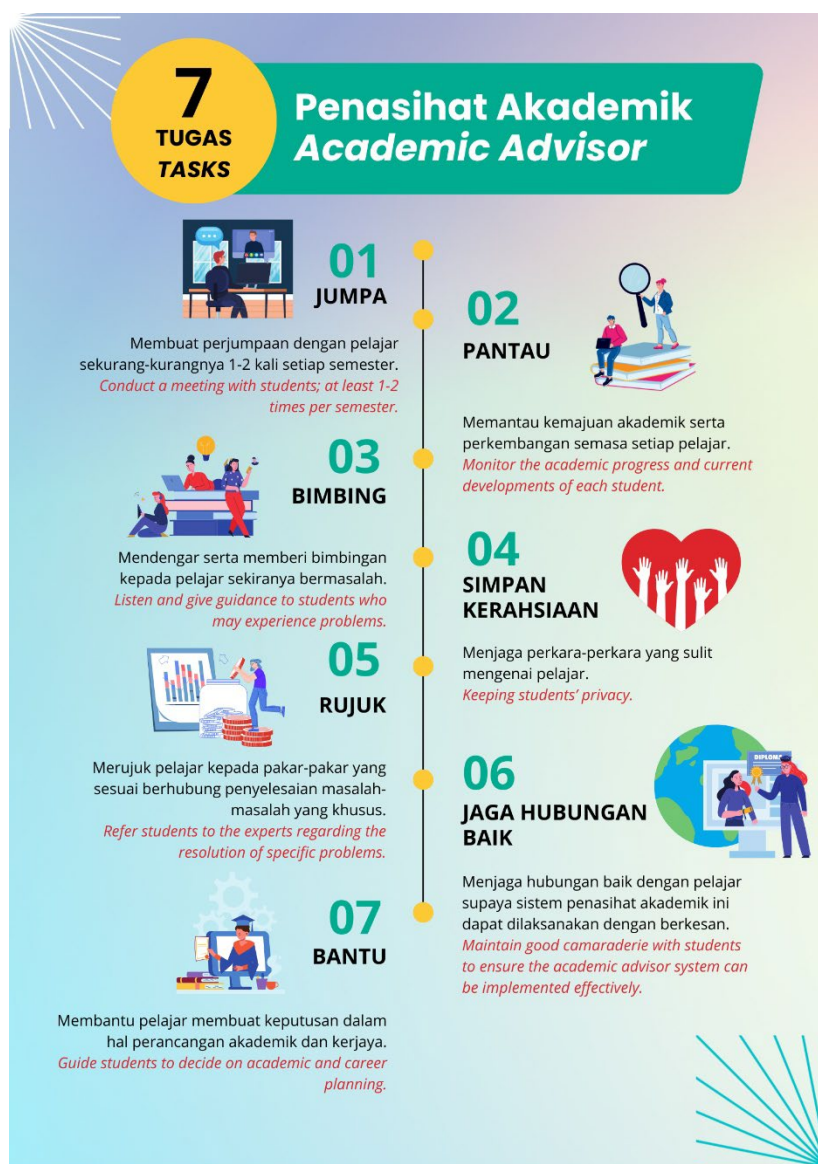 7
TUGAS
TASKS
Penasihat Akademik
Academic Advisor
01
JUMPA
Membuat perjumpaan dengan pelajar
sekurang-kurangnya 1-2 kali setiap semester.
Conduct a meeting with students; at least 1-2
times per semester.
02
PANTAU
Memantau kemajuan akademik serta
perkembangan semasa setiap pelajar.
Monitor the academic progress and current
developments of each student.
03
BIMBING
Mendengar serta memberi bimbingan
kepada pelajar sekiranya bermasalah.
Listen and give guidance to students who
may experience problems.
04
SIMPAN
KERAHSIAAN
Menjaga perkara-perkara yang sulit
mengenai pelajar.
Keeping students’ privacy.
05
RUJUK
Merujuk pelajar kepada pakar-pakar yang
sesuai berhubung penyelesaian masalah-
masalah yang khusus.
Refer students to the experts regarding the
resolution of specific problems.
06
JAGA HUBUNGAN
BAIK
DIPLOMA
Menjaga hubungan baik dengan pelajar
supaya sistem penasihat akademik ini
dapat dilaksanakan dengan berkesan.
Maintain good camaraderie with students
to ensure the academic advisor system can
be implemented effectively.
07
BANTU
Membantu pelajar membuat keputusan dalam
hal perancangan akademik dan kerjaya.
Guide students to decide on academic and career
planning.